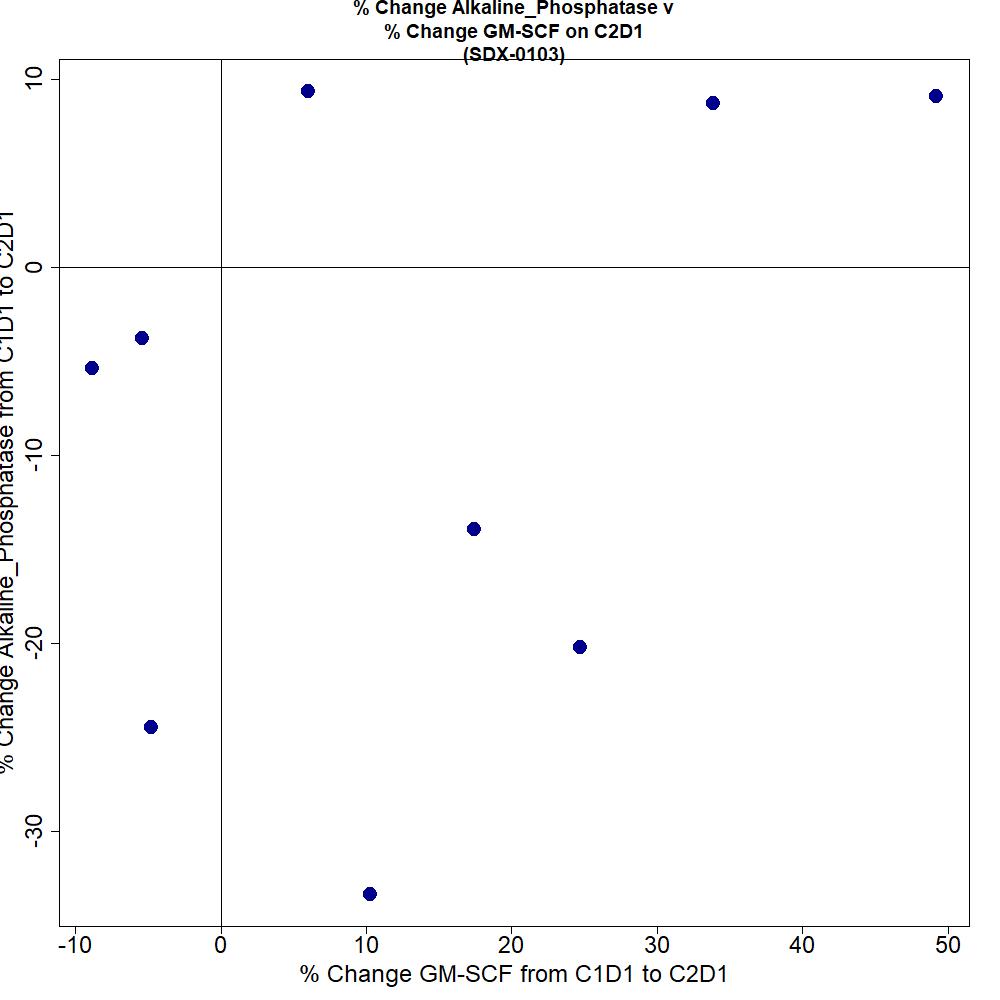 % Change Alkaline_Phosphatase v
% Change GM-SCF on C2D1
(SDX-0103)
% Change Alkaline_Phosphatase from C1D1 to C2D1
10
0
-10
-20
-30
-10
0
10
20
30
40
50
% Change GM-SCF from C1D1 to C2D1